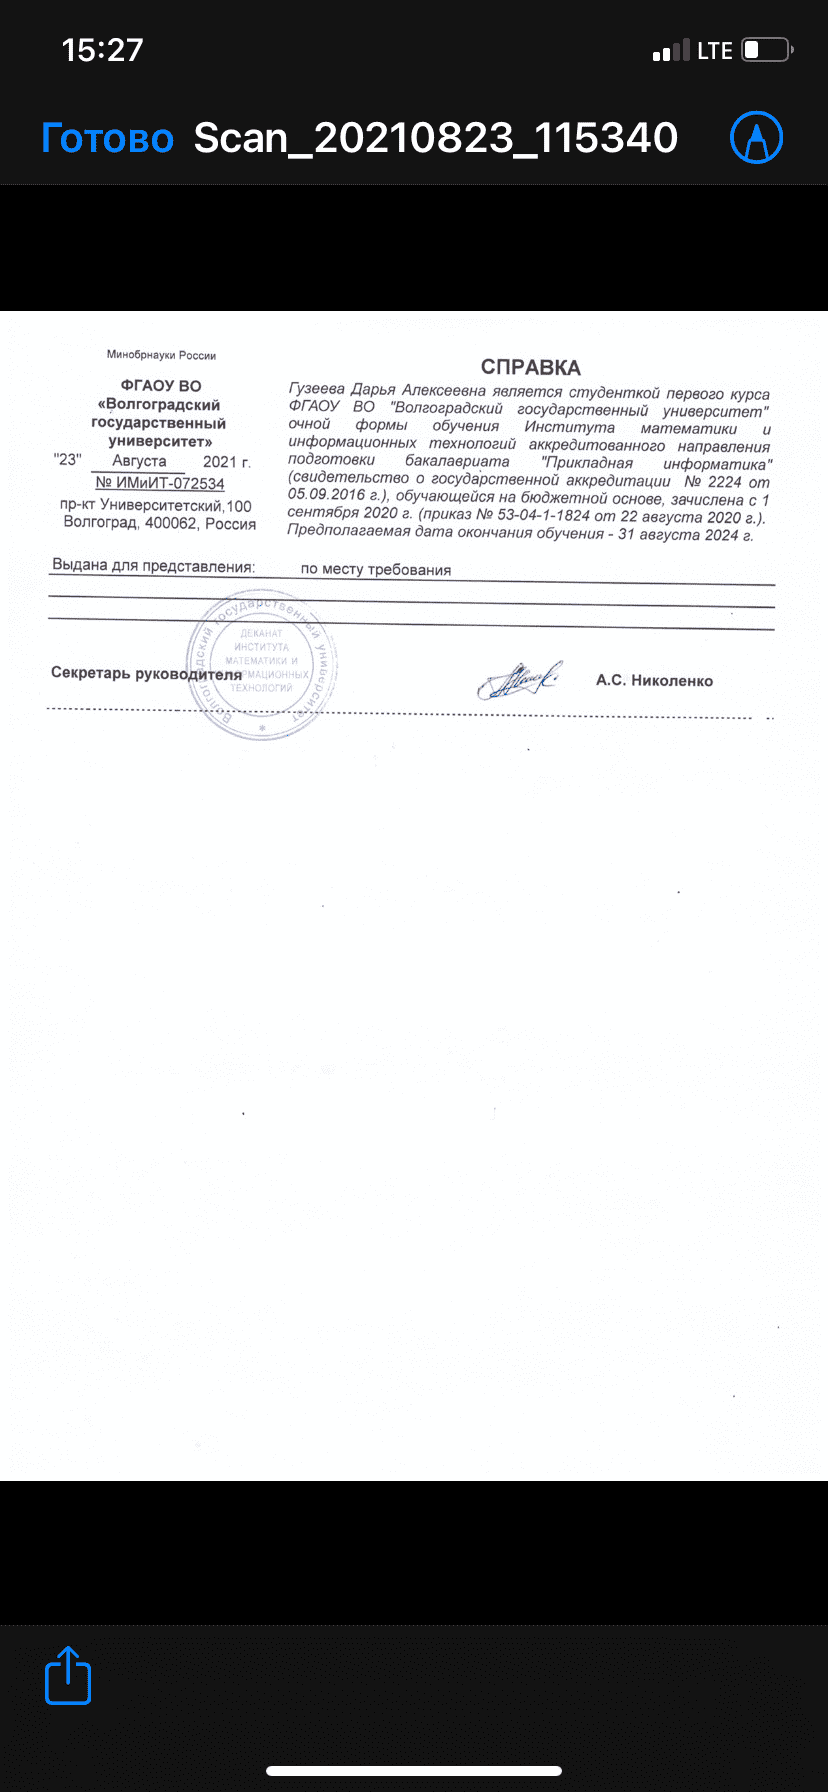 15:27
LTE
Готово Scan_20210823_115340
Минобрнауки России
ФГАОУ ВО
«Волгоградский
государственный
университет»
"23" Августа 2021 г.
№ ИМиИТ-072534
пр-кт Университетский,100
Волгоград, 400062, Россия
СПРАВКА
Гузеева Дарья Алексеевна является студенткой первого курса
ФГАОУ ВО "Волгоградский государственный университет"
очной формы обучения Института математики и
информационных технологий аккредитованного направления
подготовки бакалавриата "Прикладная информатика"
(свидетельство о государственной аккредитации № 2224 от
05.09.2016 г.), обучающейся на бюджетной основе, зачислена с 1
сентября 2020 г. (приказ № 53-04-1-1824 от 22 августа 2020 г.).
Предполагаемая дата окончания обучения - 31 августа 2024 г.
Выдана для представления: по месту требования
Волгоградский государственный университет
ДЕКАНАТ
ИНСТИТУТА
МАТЕМАТИКИ И
ИНФОРМАЦИОННЫХ
ТЕХНОЛОГИЙ
Секретарь руководителя
А.С. Николенко